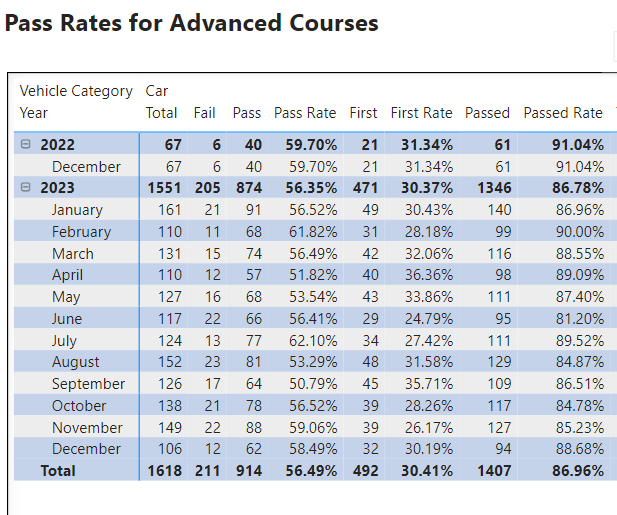 Pass Rates for Advanced Courses
Vehicle Category Car
Year Total Fail Pass Pass Rate First First Rate Passed Passed Rate
2022 67 6 40 59.70% 21 31.34% 61 91.04%
December 67 6 40 59.70% 21 31.34% 61 91.04%
2023 1551 205 874 56.35% 471 30.37% 1346 86.78%
January 161 21 91 56.52% 49 30.43% 140 86.96%
February 110 11 68 61.82% 31 28.18% 99 90.00%
March 131 15 74 56.49% 42 32.06% 116 88.55%
April 110 12 57 51.82% 40 36.36% 98 89.09%
May 127 16 68 53.54% 43 33.86% 111 87.40%
June 117 22 66 56.41% 29 24.79% 95 81.20%
July 124 13 77 62.10% 34 27.42% 111 89.52%
August 152 23 81 53.29% 48 31.58% 129 84.87%
September 126 17 64 50.79% 45 35.71% 109 86.51%
October 138 21 78 56.52% 39 28.26% 117 84.78%
November 149 22 88 59.06% 39 26.17% 127 85.23%
December 106 12 62 58.49% 32 30.19% 94 88.68%
Total 1618 211 914 56.49% 492 30.41% 1407 86.96%